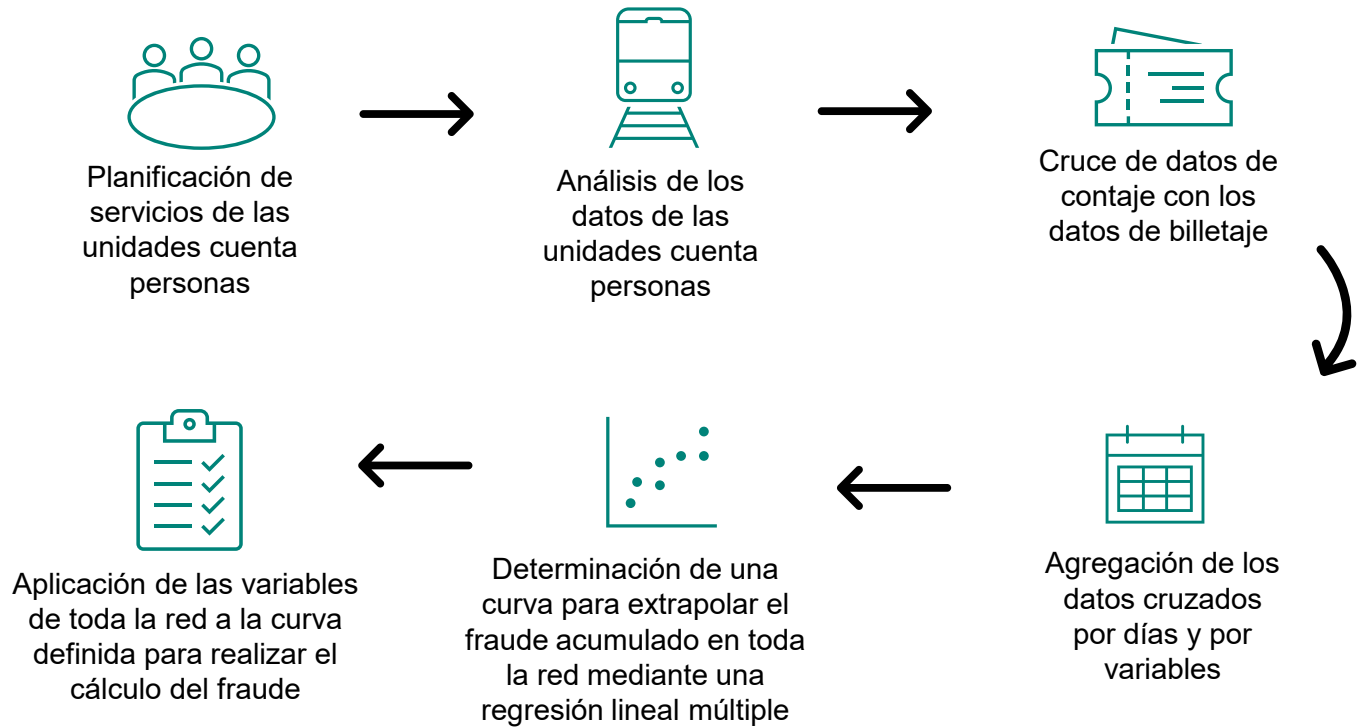 Planificación de
servicios de las
unidades cuenta
personas
Análisis de los
datos de las
unidades cuenta
personas
Cruce de datos de
contaje con los
datos de billetaje
Agregación de los
datos cruzados
por días y por
variables
Determinación de una
curva para extrapolar el
fraude acumulado en toda
la red mediante una
regresión lineal múltiple
Aplicación de las variables
de toda la red a la curva
definida para realizar el
cálculo del fraude